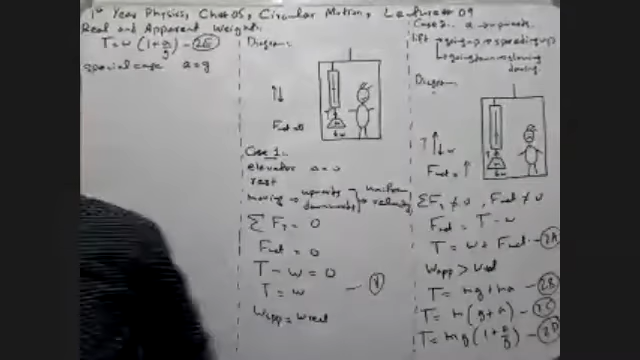 1st Year Physics, Chat 05, Circular Motion, Lecture # 09
Real and Apparent Weight
T = w (1 + a/g) - (2E)
special case a = g
Diagram
↑↓
Case 1..
elevator a = 0
rest
moving → upwards
downwards
→ uniform velocity
ΣF = 0
Fnet = 0
T - w = 0
T = w - (1)
wapp = wreal
Case 2.
Lift → going up → speeding up
→ going down → slowing down
Diagram
T ↑ ↓ w
Fnet = ↑
ΣFy ≠ 0, Fnet ≠ 0
Fnet = T - w
T = w + Fnet - (2A)
wapp > wreal
T = mg + ma - (2B)
T = m (g + a) - (2C)
T = mg (1 + a/g) - (2D)